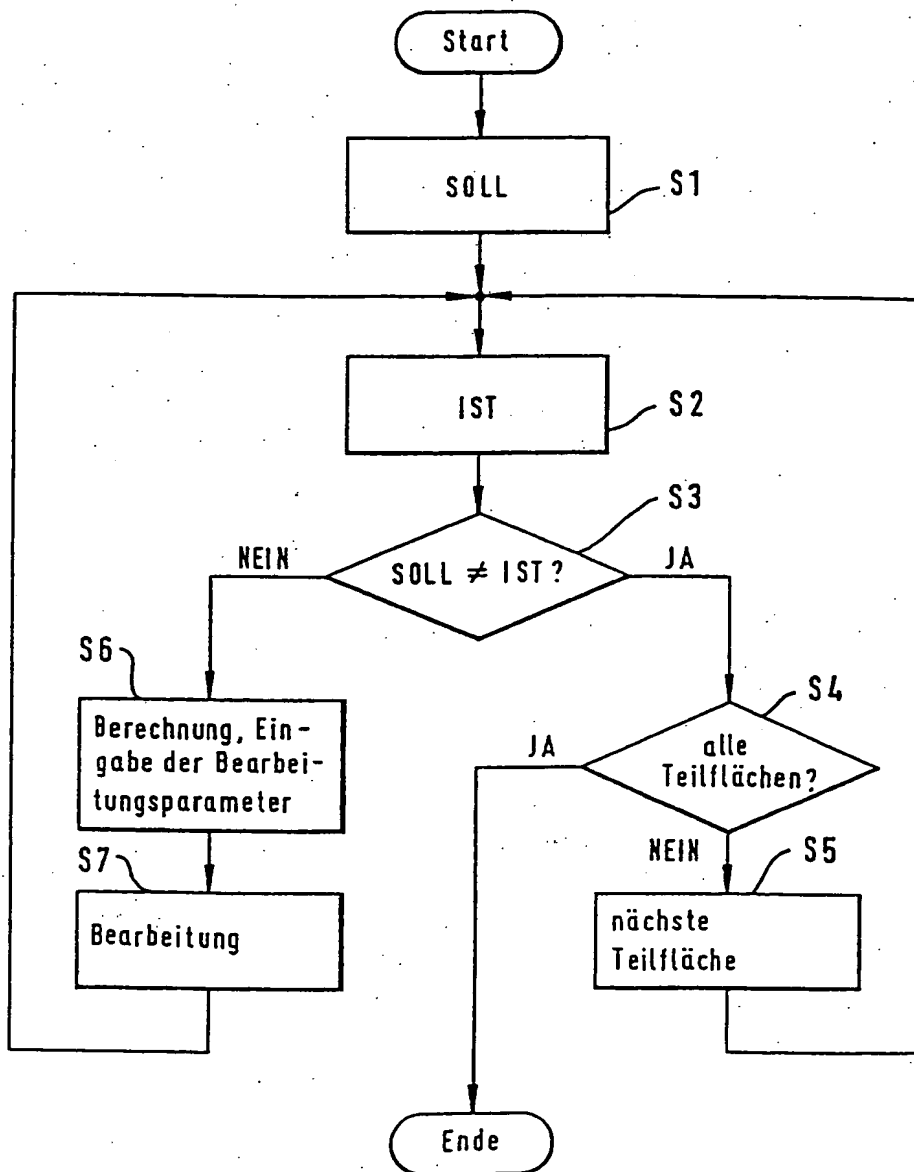 Start
SOLL
S1
IST
S2
S3
NEIN
SOLL ≠ IST?
JA
S6
Berechnung, Ein-
gabe der Bearbei-
tungsparameter
S4
JA
alle
Teilflächen?
NEIN
S7
Bearbeitung
S5
nächste
Teilfläche
Ende